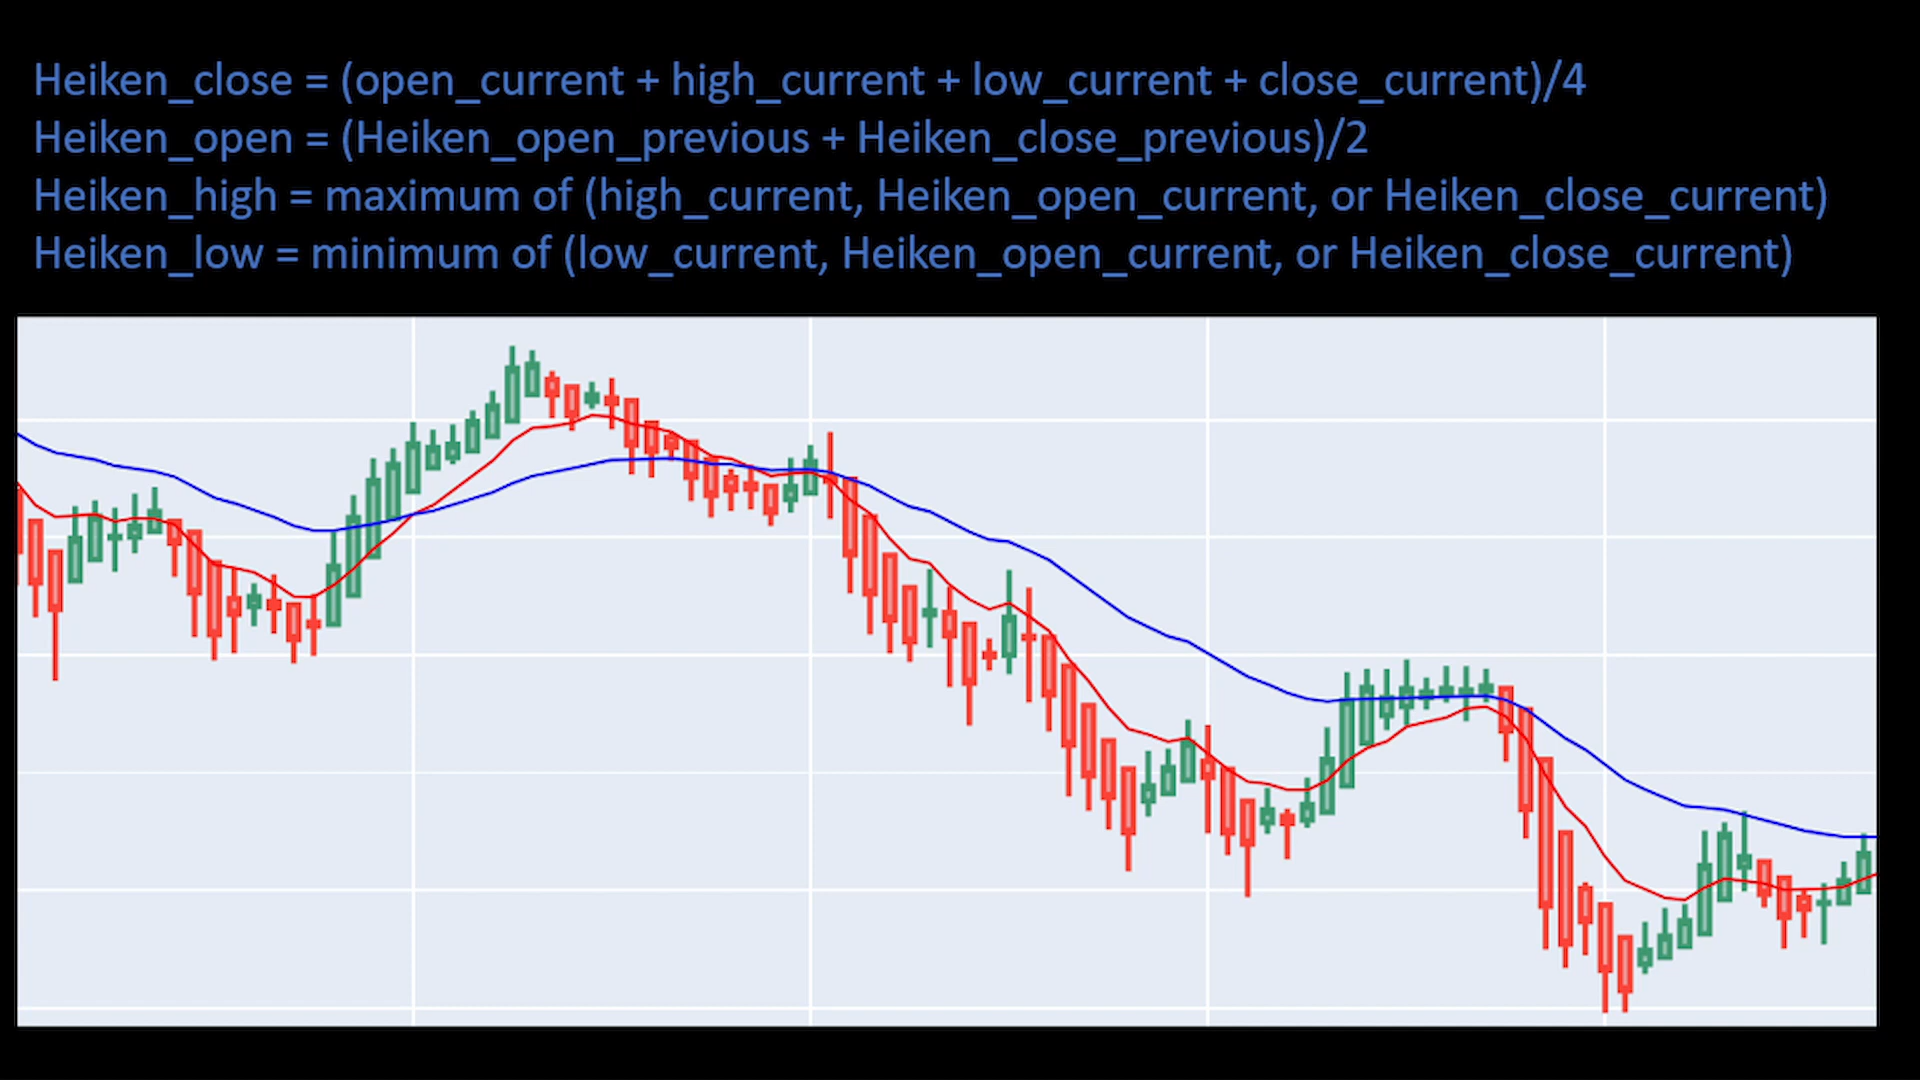 Heiken_close = (open_current + high_current + low_current + close_current)/4
Heiken_open = (Heiken_open_previous + Heiken_close_previous)/2
Heiken_high = maximum of (high_current, Heiken_open_current, or Heiken_close_current)
Heiken_low = minimum of (low_current, Heiken_open_current, or Heiken_close_current)